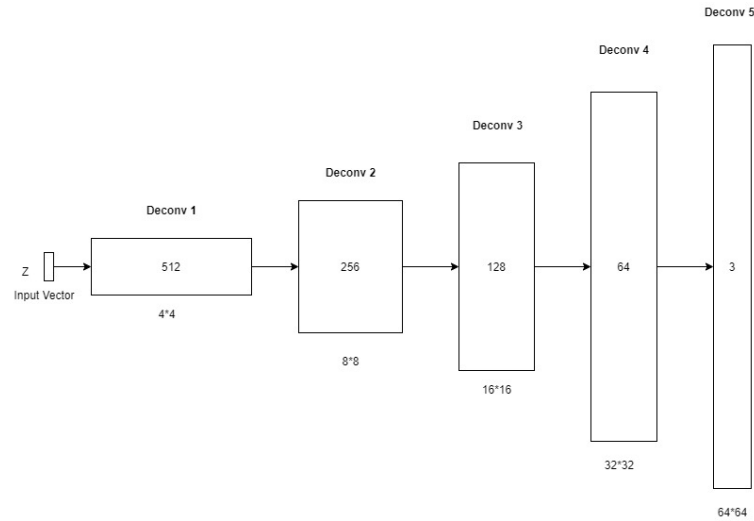 Deconv 5
Deconv 4
Deconv 3
Deconv 2
Deconv 1
Z
512
256
128
64
3
Input Vector
4*4
8*8
16*16
32*32
64*64